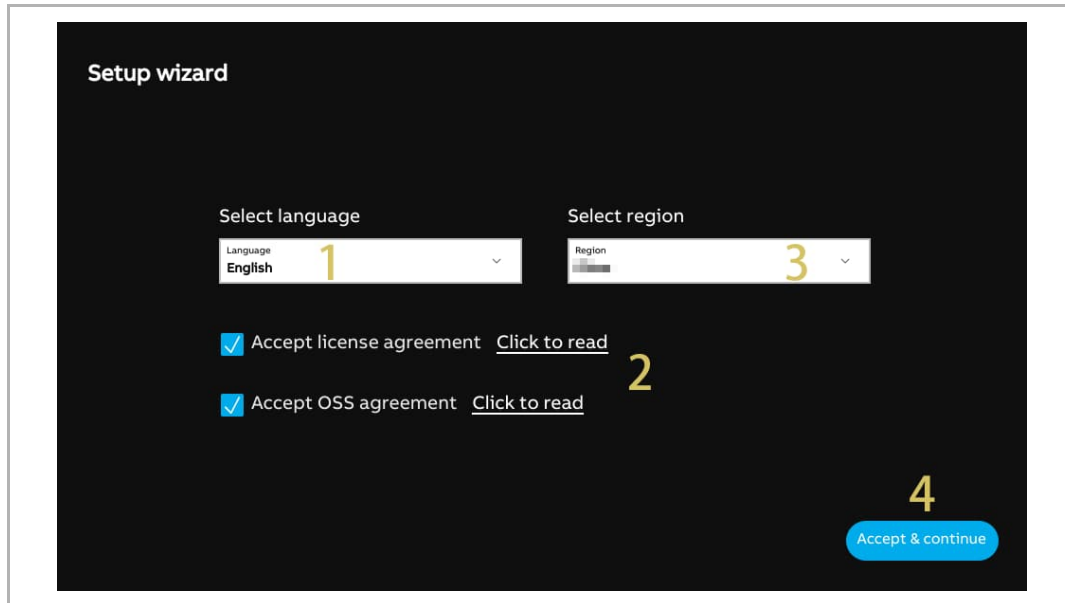 Setup wizard
Select language
Select region
Language
English
1
Region
3
Accept license agreement Click to read
2
Accept OSS agreement Click to read
4
Accept & continue